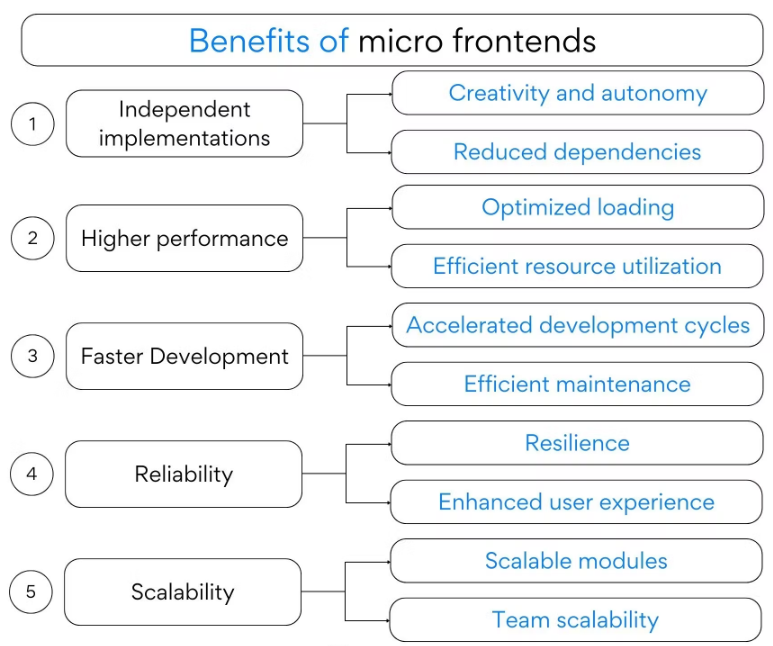 Benefits of micro frontends
1
Independent
implementations
Creativity and autonomy
Reduced dependencies
2
Higher performance
Optimized loading
Efficient resource utilization
3
Faster Development
Accelerated development cycles
Efficient maintenance
4
Reliability
Resilience
Enhanced user experience
5
Scalability
Scalable modules
Team scalability